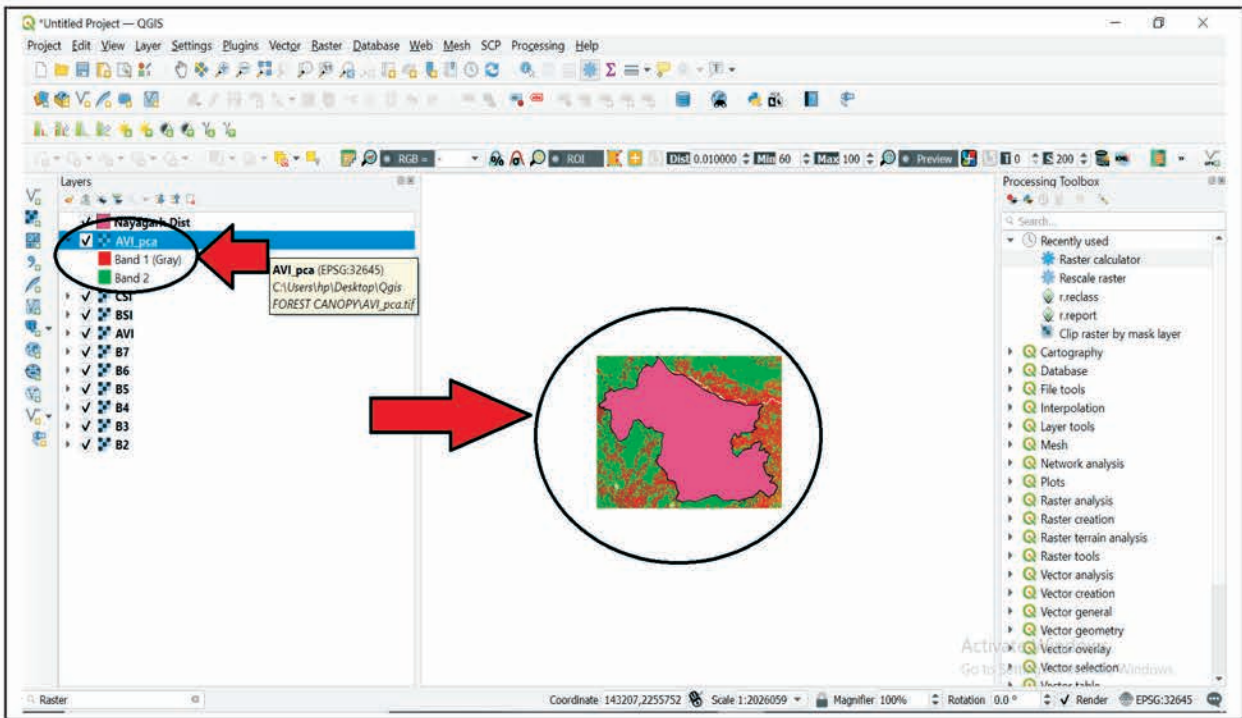 *Untitled Project — QGIS
Project Edit View Layer Settings Plugins Vector Raster Database Web Mesh SCP Processing Help
RGB = - ROI Dist 0.010000 Min 60 Max 100 Preview T 0 S 200
Layers
Nayagarh Dist
AVI_pca
Band 1 (Gray)
Band 2
CSI
BSI
AVI
B7
B6
B5
B4
B3
B2
AVI_pca (EPSG:32645)
C:\Users\hp\Desktop\Qgis
FOREST CANOPY\AVI_pca.tif
Processing Toolbox
Search...
Recently used
Raster calculator
Rescale raster
r.reclass
r.report
Clip raster by mask layer
Cartography
Database
File tools
Interpolation
Layer tools
Mesh
Network analysis
Plots
Raster analysis
Raster creation
Raster terrain analysis
Raster tools
Vector analysis
Vector creation
Vector general
Vector geometry
Vector overlay
Vector selection
Vector table
Raster
Coordinate 143207,2255752 Scale 1:2026059 Magnifier 100% Rotation 0.0 ° Render EPSG:32645